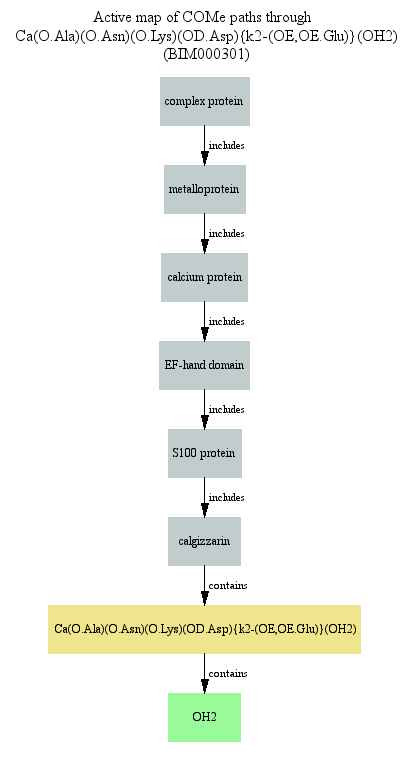 Active map of COMe paths through
Ca(O.Ala)(O.Asn)(O.Lys)(OD.Asp){k2-(OE,OE.Glu)}(OH2)
(BIM000301)
complex protein
includes
metalloprotein
includes
calcium protein
includes
EF-hand domain
includes
S100 protein
includes
calgizzarin
contains
Ca(O.Ala)(O.Asn)(O.Lys)(OD.Asp){k2-(OE,OE.Glu)}(OH2)
contains
OH2